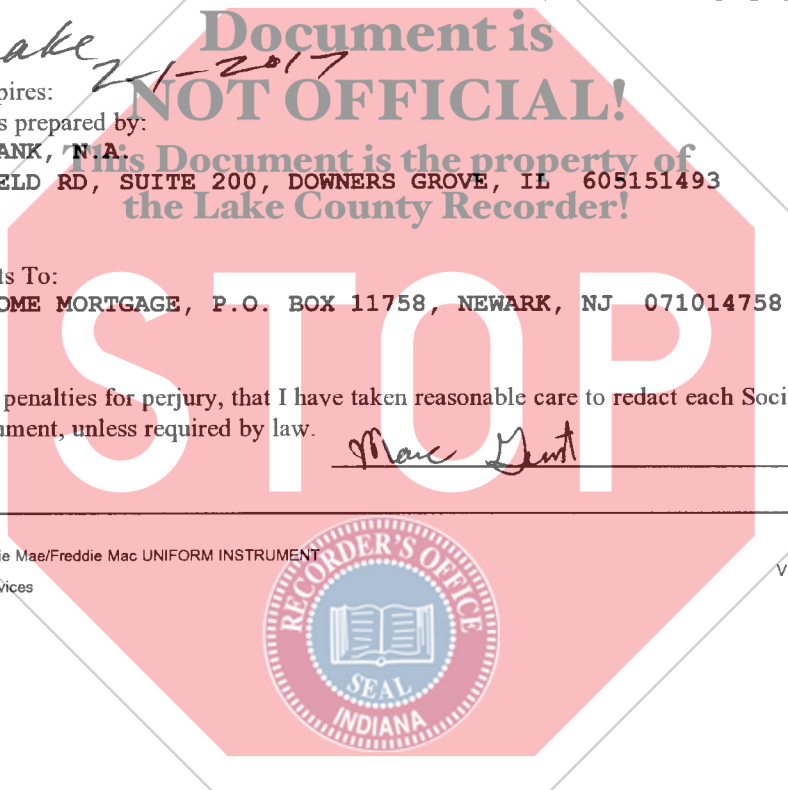 Document is
ake
2-1-2017
pires:
NOT OFFICIAL!
s prepared by:
ANK, N.A.
This Document is the property of
ELD RD, SUITE 200, DOWNERS GROVE, IL 605151493
the Lake County Recorder!
ts To:
OME MORTGAGE, P.O. BOX 11758, NEWARK, NJ 071014758
STOP
penalties for perjury, that I have taken reasonable care to redact each Soci
ument, unless required by law.
Marc
ie Mae/Freddie Mac UNIFORM INSTRUMENT
V
vices
RECORDER'S OFFICE
SEAL
INDIANA